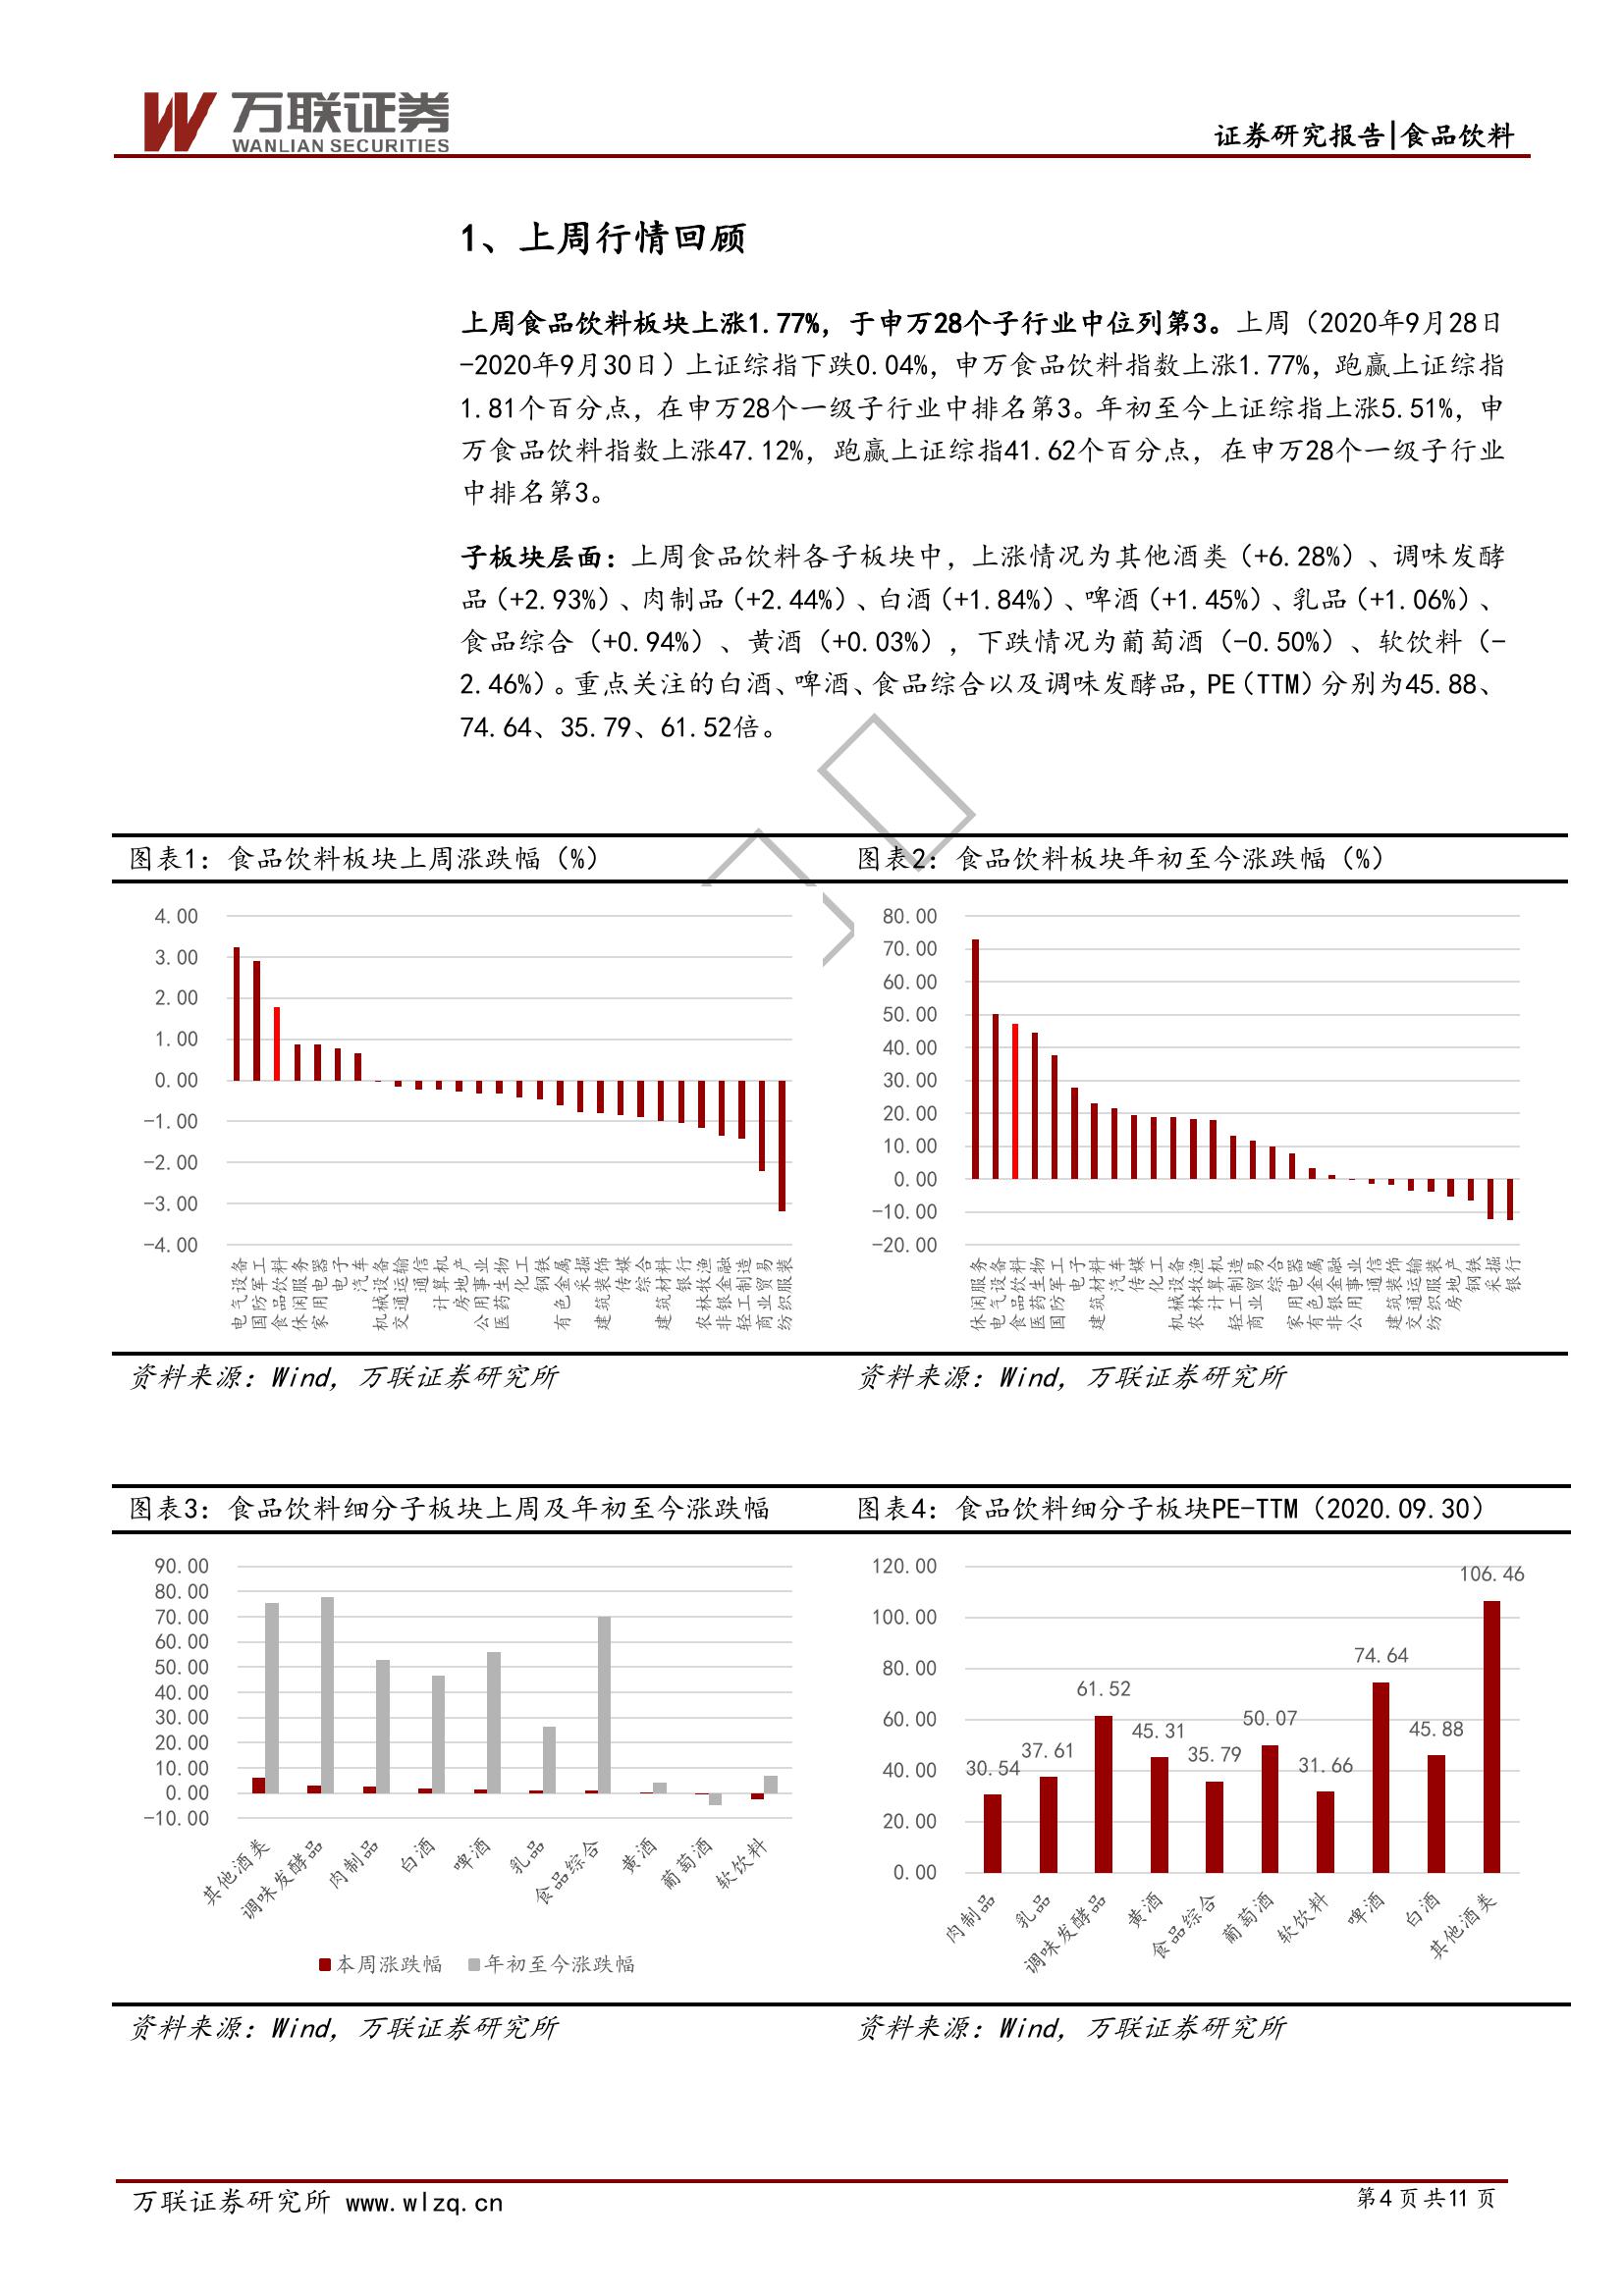 万联证券
WANLIAN SECURITIES
证券研究报告|食品饮料
1、上周行情回顾
上周食品饮料板块上涨1.77%，于申万28个子行业中位列第3。上周（2020年9月28日
-2020年9月30日）上证综指下跌0.04%，申万食品饮料指数上涨1.77%，跑赢上证综指
1.81个百分点，在申万28个一级子行业中排名第3。年初至今上证综指上涨5.51%，申
万食品饮料指数上涨47.12%，跑赢上证综指41.62个百分点，在申万28个一级子行业
中排名第3。
子板块层面：上周食品饮料各子板块中，上涨情况为其他酒类（+6.28%）、调味发酵
品（+2.93%）、肉制品（+2.44%）、白酒（+1.84%）、啤酒（+1.45%）、乳品（+1.06%）、
食品综合（+0.94%）、黄酒（+0.03%），下跌情况为葡萄酒（-0.50%）、软饮料（-
2.46%）。重点关注的白酒、啤酒、食品综合以及调味发酵品，PE（TTM）分别为45.88、
74.64、35.79、61.52倍。
图表1：食品饮料板块上周涨跌幅（%）
4.00
3.00
2.00
1.00
0.00
-1.00
-2.00
-3.00
-4.00
电气设备
国防军工
食品饮料
休闲服务
家用电器
电子
汽车
机械设备
交通运输
通信
计算机
房地产
公用事业
医药生物
化工
钢铁
有色金属
采掘
建筑装饰
传媒
综合
建筑材料
银行
农林牧渔
非银金融
轻工制造
商业贸易
纺织服装
资料来源：Wind，万联证券研究所
图表2：食品饮料板块年初至今涨跌幅（%）
80.00
70.00
60.00
50.00
40.00
30.00
20.00
10.00
0.00
-10.00
-20.00
休闲服务
电气设备
食品饮料
医药生物
国防军工
电子
建筑材料
汽车
传媒
化工
机械设备
农林牧渔
计算机
轻工制造
商业贸易
综合
家用电器
有色金属
非银金融
公用事业
通信
建筑装饰
交通运输
纺织服装
房地产
钢铁
采掘
银行
资料来源：Wind，万联证券研究所
图表3：食品饮料细分子板块上周及年初至今涨跌幅
90.00
80.00
70.00
60.00
50.00
40.00
30.00
20.00
10.00
0.00
-10.00
其他酒类
调味发酵品
肉制品
白酒
啤酒
乳品
食品综合
黄酒
葡萄酒
软饮料
本周涨跌幅 年初至今涨跌幅
资料来源：Wind，万联证券研究所
图表4：食品饮料细分子板块PE-TTM（2020.09.30）
120.00
100.00
80.00
60.00
40.00
20.00
0.00
30.54
37.61
61.52
45.31
35.79
50.07
31.66
74.64
45.88
106.46
肉制品
乳品
调味发酵品
黄酒
食品综合
葡萄酒
软饮料
啤酒
白酒
其他酒类
资料来源：Wind，万联证券研究所
万联证券研究所 www.wlzq.cn
第4页共11页